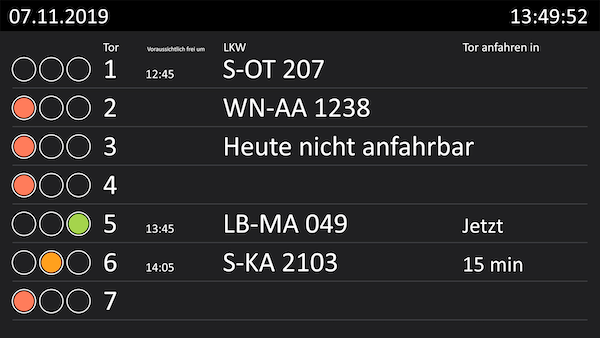 07.11.2019 13:49:52
Tor Voraussichtlich frei um LKW Tor anfahren in
1 12:45 S-OT 207
2 WN-AA 1238
3 Heute nicht anfahrbar
4
5 13:45 LB-MA 049 Jetzt
6 14:05 S-KA 2103 15 min
7